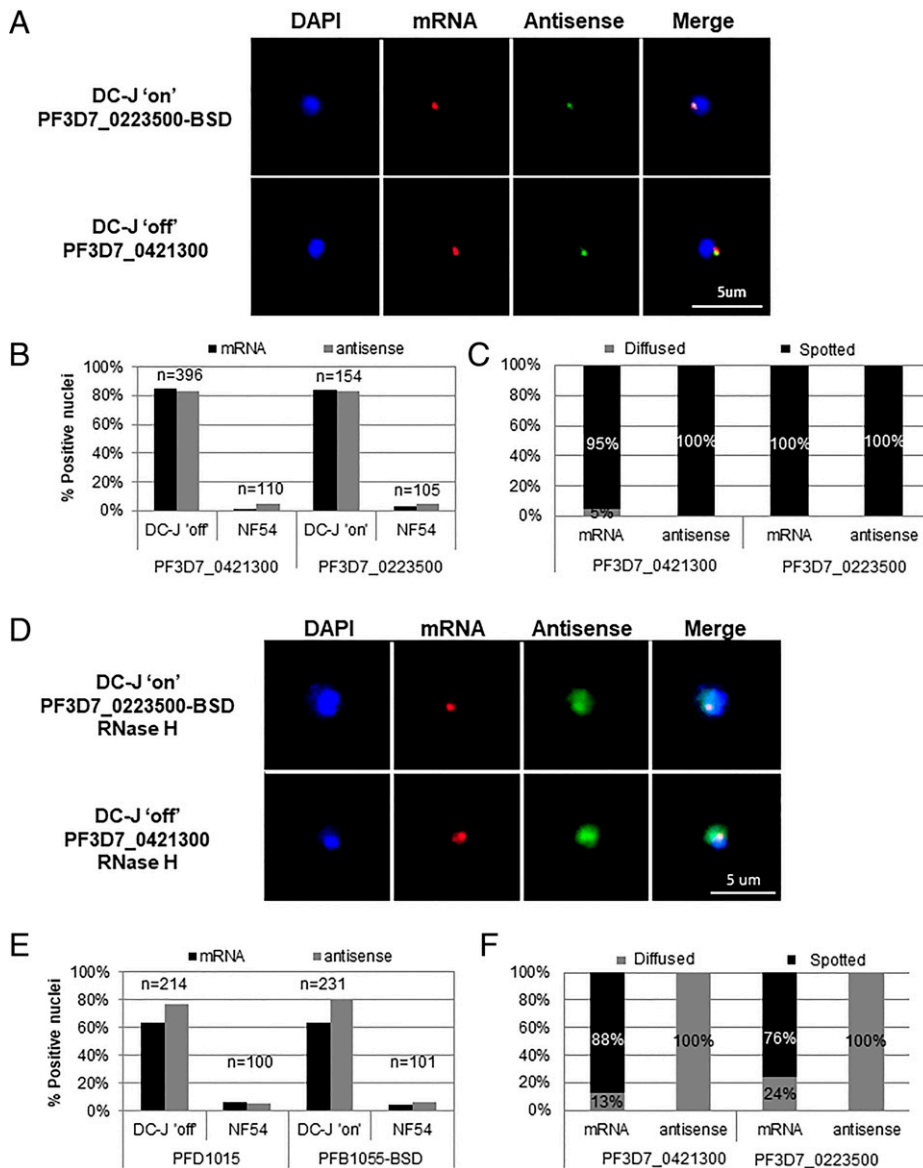 A
DAPI mRNA Antisense Merge
DC-J 'on'
PF3D7_0223500-BSD
DC-J 'off'
PF3D7_0421300
5um
B
mRNA antisense
% Positive nuclei
100%
80%
60%
40%
20%
0%
n=396 n=110 n=154 n=105
DC-J 'off' NF54 DC-J 'on' NF54
PF3D7_0421300 PF3D7_0223500
C
Diffused Spotted
100%
80%
60%
40%
20%
0%
95% 100% 100% 100%
5%
mRNA antisense mRNA antisense
PF3D7_0421300 PF3D7_0223500
D
DAPI mRNA Antisense Merge
DC-J 'on'
PF3D7_0223500-BSD
RNase H
DC-J 'off'
PF3D7_0421300
RNase H
5 um
E
mRNA antisense
% Positive nuclei
100%
80%
60%
40%
20%
0%
n=214 n=100 n=231 n=101
DC-J 'off' NF54 DC-J 'on' NF54
PFD1015 PFB1055-BSD
F
Diffused Spotted
100%
80%
60%
40%
20%
0%
88% 100% 76% 100%
13% 24%
mRNA antisense mRNA antisense
PF3D7_0421300 PF3D7_0223500